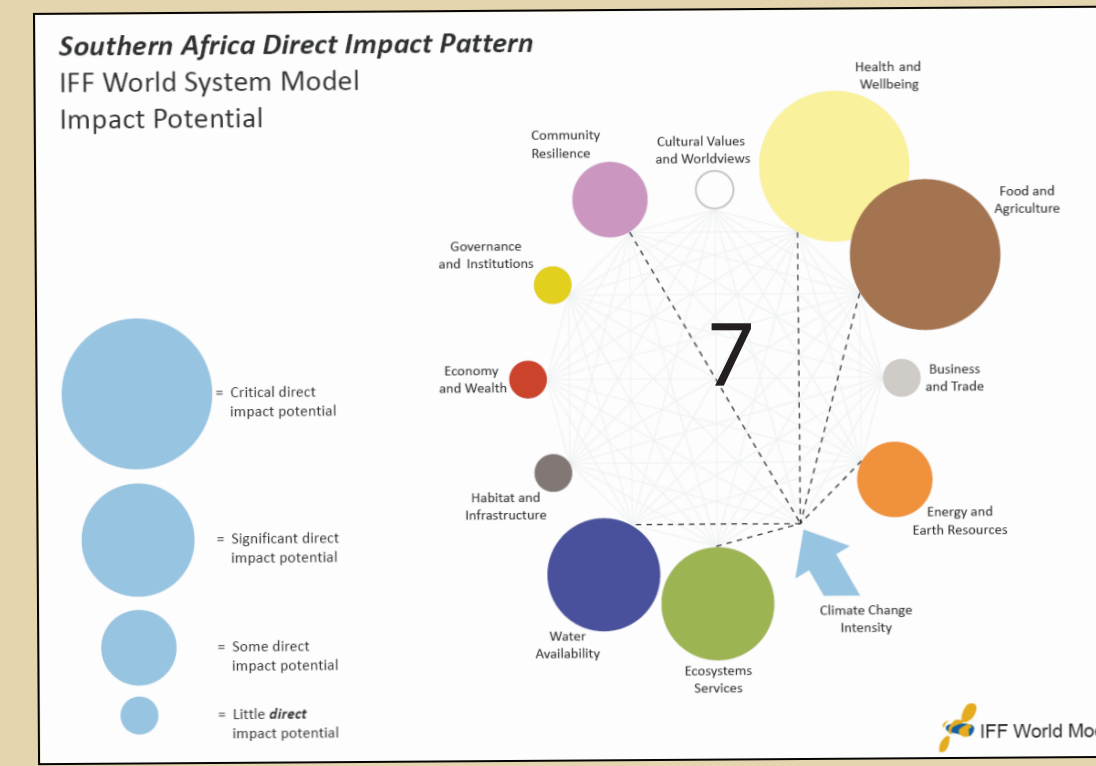 Southern Africa Direct Impact Pattern
IFF World System Model
Impact Potential
Health and
Wellbeing
Community
Resilience
Cultural Values
and Worldviews
Food and
Agriculture
Governance
and Institutions
7
Economy
and Wealth
Business
and Trade
Habitat and
Infrastructure
Energy and
Earth Resources
Water
Availability
Ecosystems
Services
Climate Change
Intensity
= Critical direct
impact potential
= Significant direct
impact potential
= Some direct
impact potential
= Little direct
impact potential
IFF World